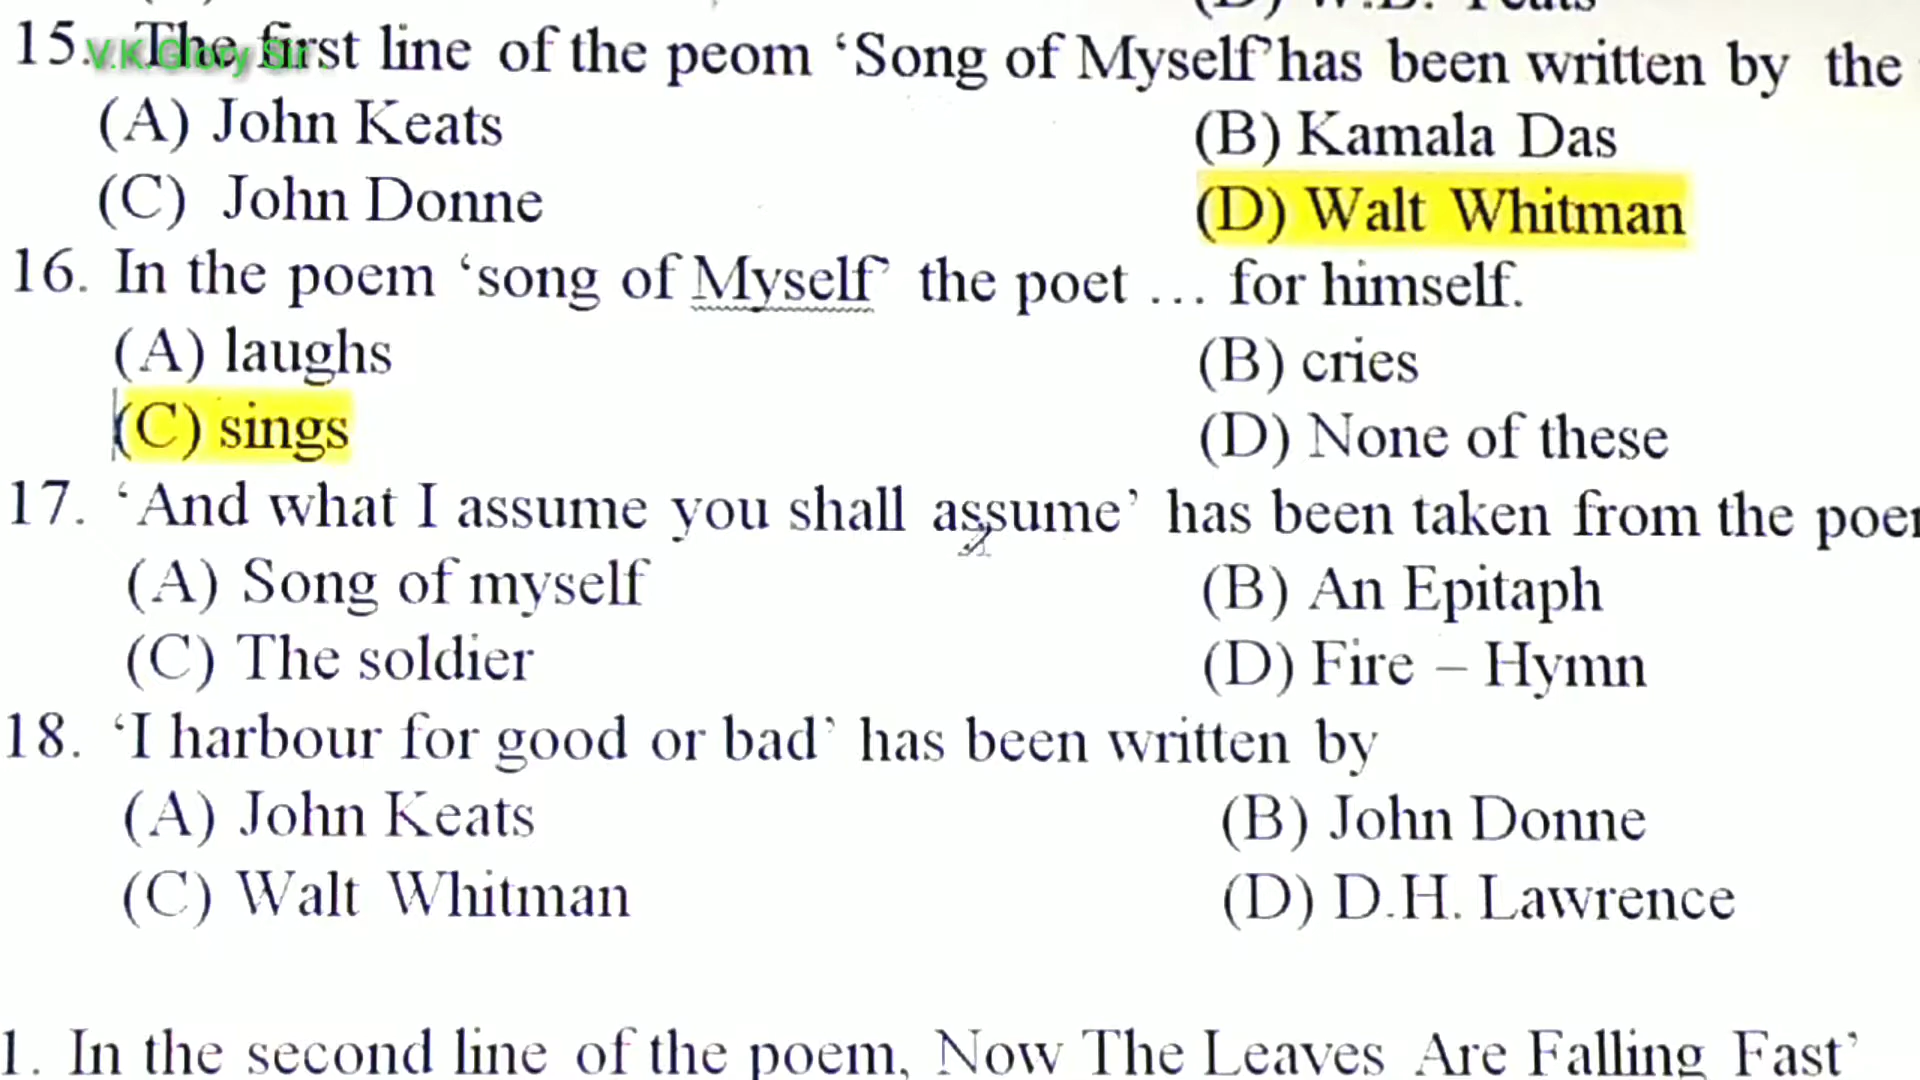 (D) W.B. Yeats
15. The first line of the peom ‘Song of Myself’has been written by the
V.K.Glory Sir
(A) John Keats (B) Kamala Das
(C) John Donne (D) Walt Whitman
16. In the poem ‘song of Myself’ the poet … for himself.
(A) laughs (B) cries
(C) sings (D) None of these
17. ‘And what I assume you shall assume’ has been taken from the
(A) Song of myself (B) An Epitaph
(C) The soldier (D) Fire – Hymn
18. ‘I harbour for good or bad’ has been written by
(A) John Keats (B) John Donne
(C) Walt Whitman (D) D.H. Lawrence
1. In the second line of the poem, Now The Leaves Are Falling Fast’